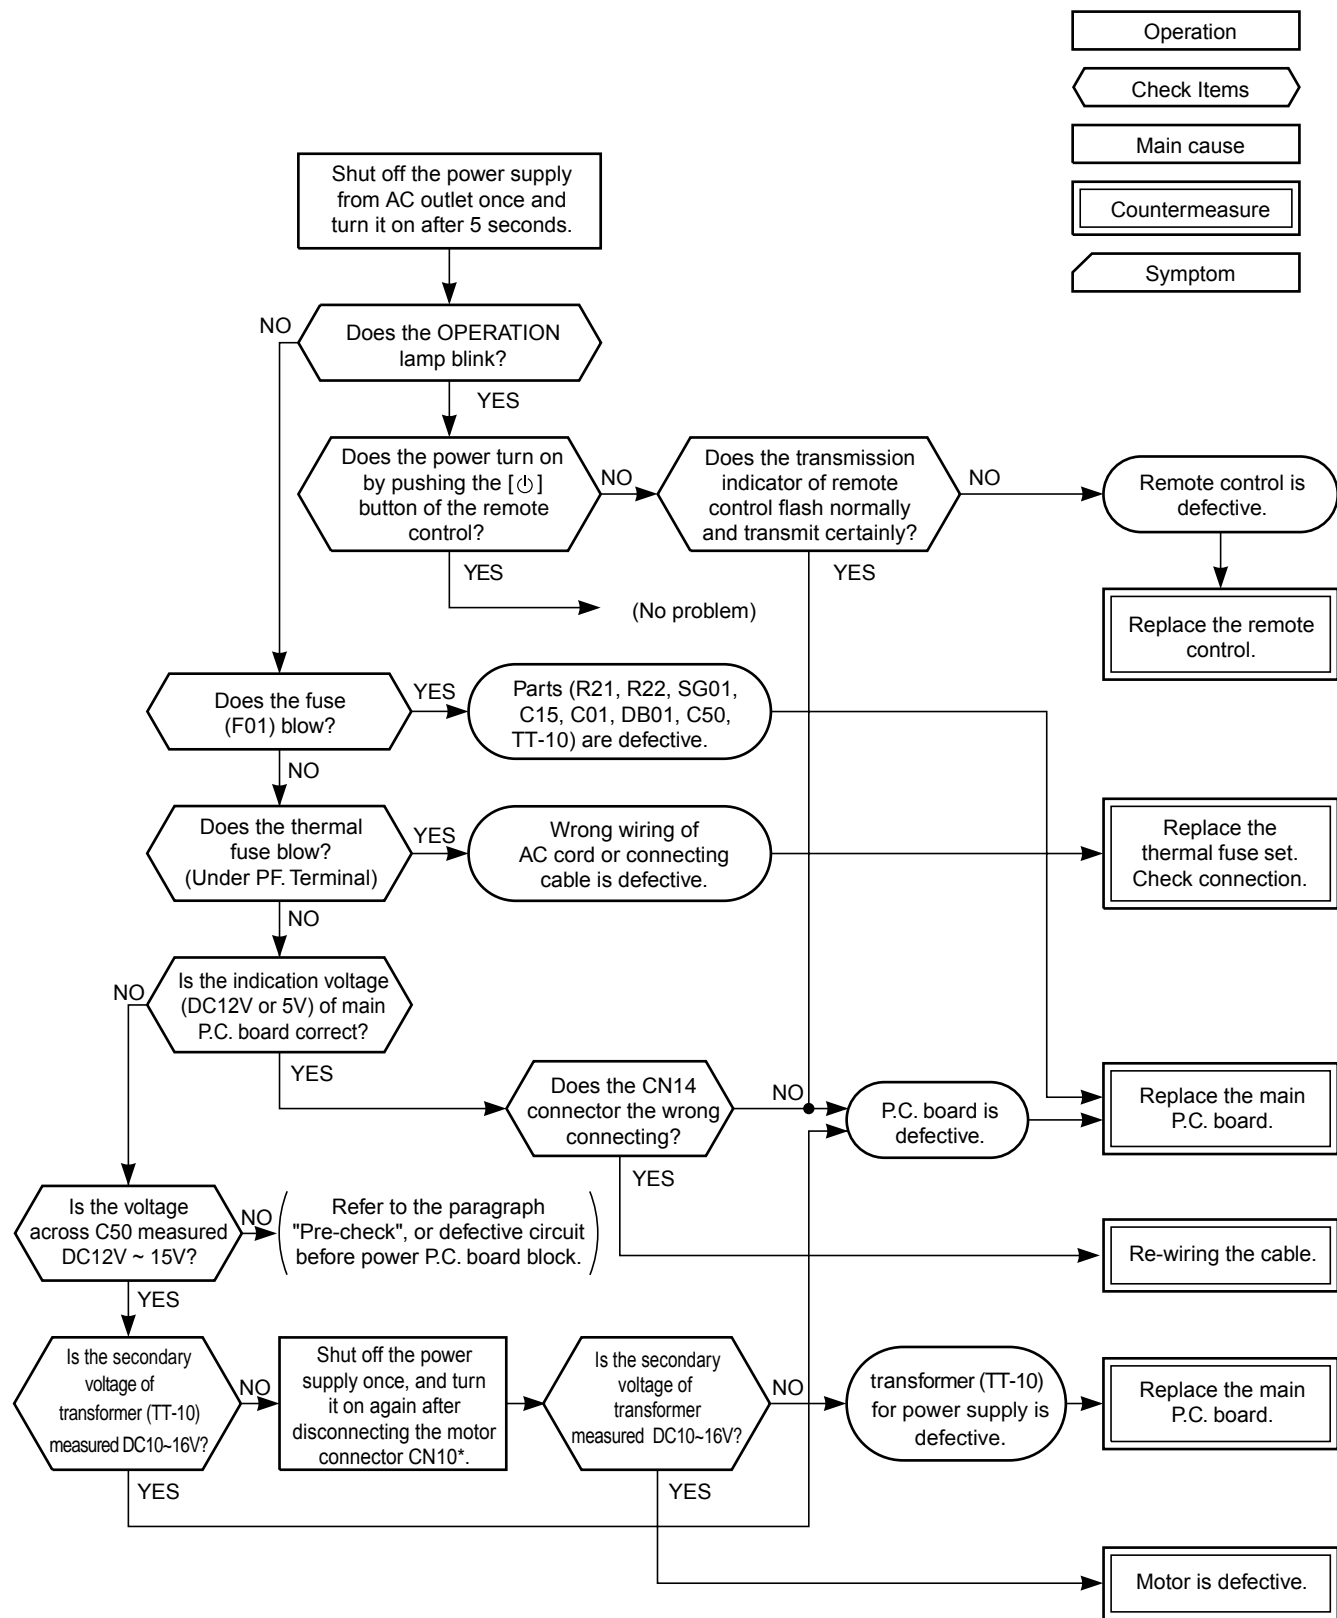 Operation
Check Items
Main cause
Countermeasure
Symptom
Shut off the power supply
from AC outlet once and
turn it on after 5 seconds.
NO
Does the OPERATION
lamp blink?
YES
Does the power turn on
by pushing the [⏻]
button of the remote
control?
NO
Does the transmission
indicator of remote
control flash normally
and transmit certainly?
NO
Remote control is
defective.
YES
YES
(No problem)
Replace the remote
control.
Does the fuse
(F01) blow?
YES
Parts (R21, R22, SG01,
C15, C01, DB01, C50,
TT-10) are defective.
NO
Does the thermal
fuse blow?
(Under PF. Terminal)
YES
Wrong wiring of
AC cord or connecting
cable is defective.
Replace the
thermal fuse set.
Check connection.
NO
NO
Is the indication voltage
(DC12V or 5V) of main
P.C. board correct?
YES
Does the CN14
connector the wrong
connecting?
NO
P.C. board is
defective.
Replace the main
P.C. board.
YES
Is the voltage
across C50 measured
DC12V ~ 15V?
NO
Refer to the paragraph
"Pre-check", or defective circuit
before power P.C. board block.
Re-wiring the cable.
YES
Is the secondary
voltage of
transformer (TT-10)
measured DC10~16V?
NO
Shut off the power
supply once, and turn
it on again after
disconnecting the motor
connector CN10*.
Is the secondary
voltage of
transformer
measured DC10~16V?
NO
transformer (TT-10)
for power supply is
defective.
Replace the main
P.C. board.
YES
YES
Motor is defective.